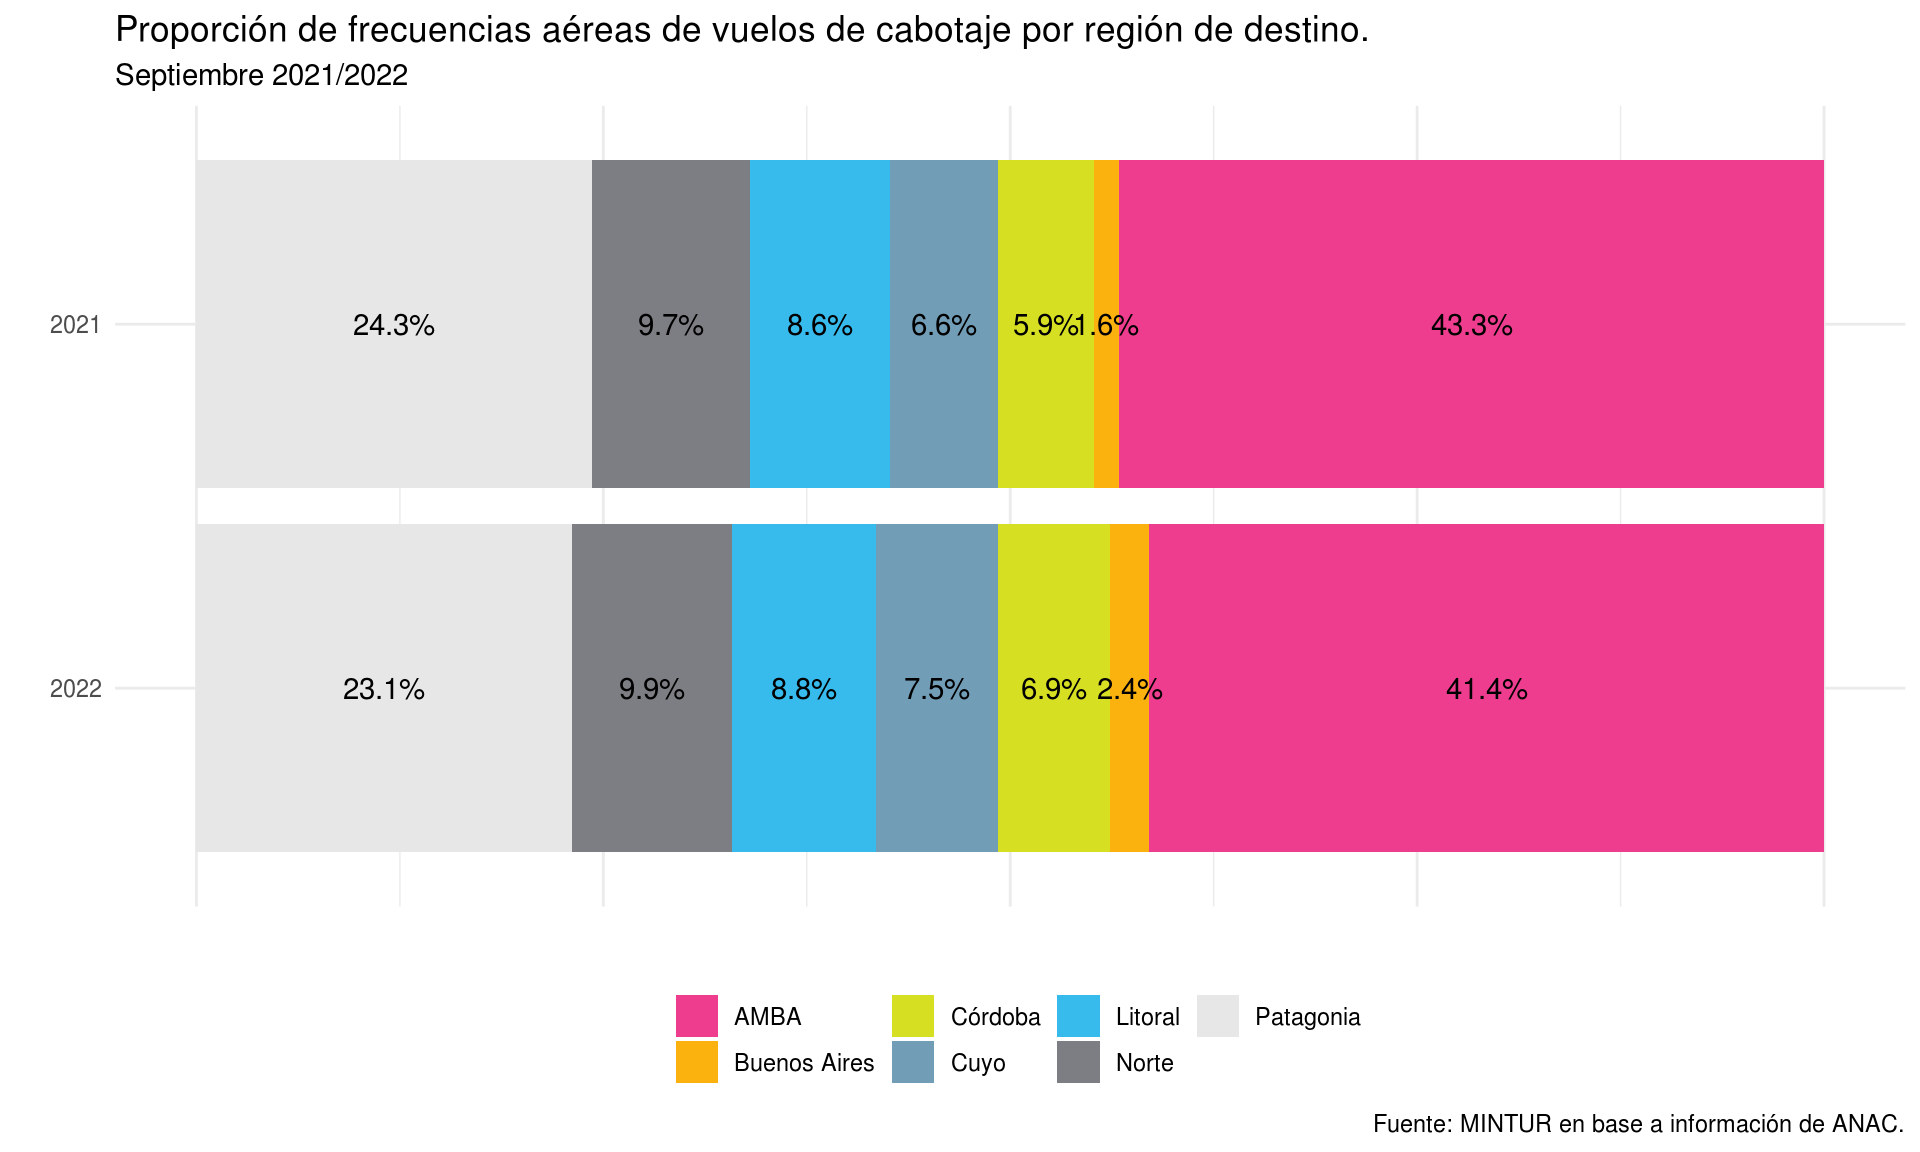 Proporción de frecuencias aéreas de vuelos de cabotaje por región de destino.
Septiembre 2021/2022
2021
24.3%
9.7%
8.6%
6.6%
5.9%
1.6%
43.3%
2022
23.1%
9.9%
8.8%
7.5%
6.9%
2.4%
41.4%
AMBA
Córdoba
Litoral
Patagonia
Buenos Aires
Cuyo
Norte
Fuente: MINTUR en base a información de ANAC.